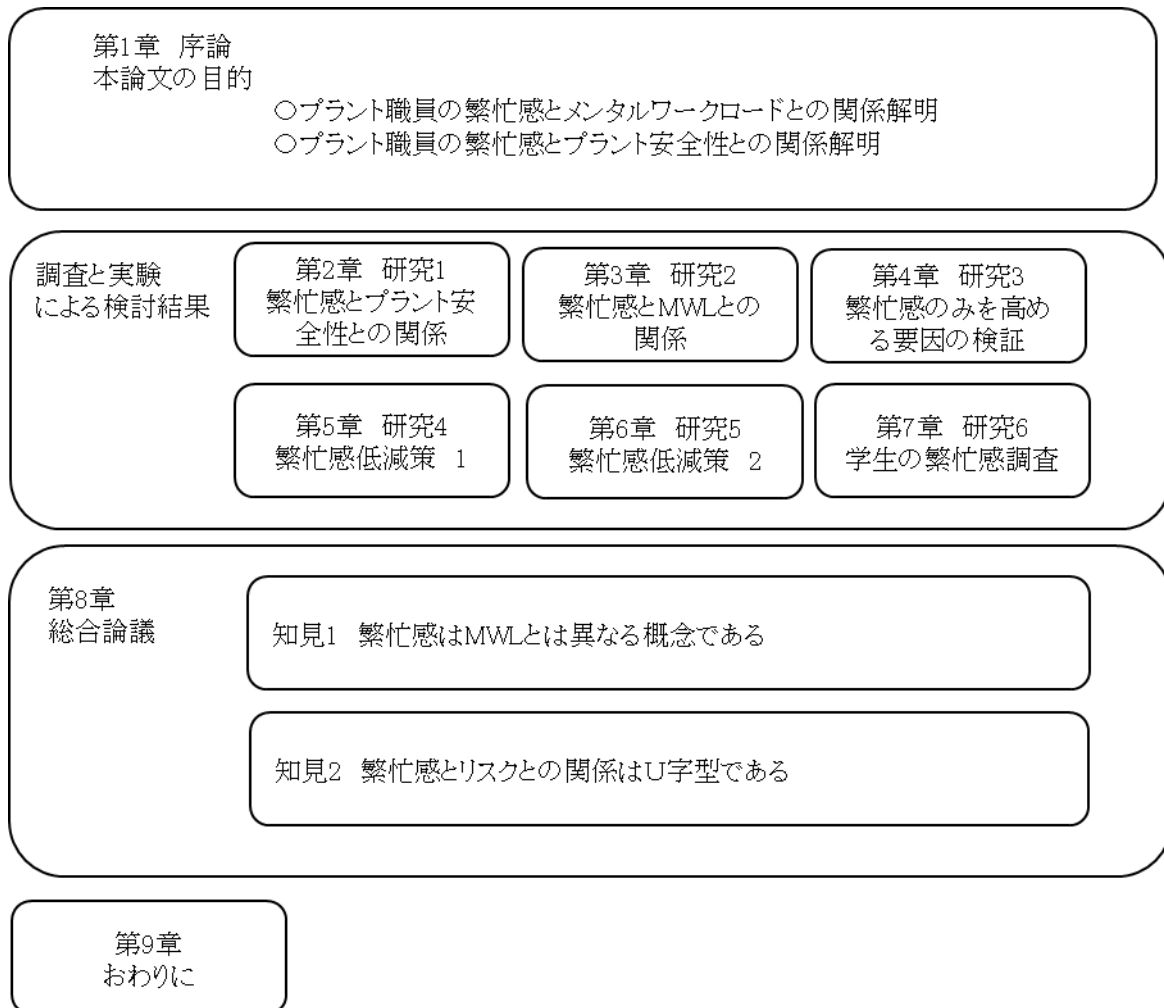 第1章 序論
本論文の目的
○プラント職員の繁忙感とメンタルワークロードとの関係解明
○プラント職員の繁忙感とプラント安全性との関係解明
調査と実験
による検討結果
第2章 研究1
繁忙感とプラント安
全性との関係
第3章 研究2
繁忙感とMWLとの
関係
第4章 研究3
繁忙感のみを高め
る要因の検証
第5章 研究4
繁忙感低減策 1
第6章 研究5
繁忙感低減策 2
第7章 研究6
学生の繁忙感調査
第8章
総合論議
知見1 繁忙感はMWLとは異なる概念である
知見2 繁忙感とリスクとの関係はU字型である
第9章
おわりに